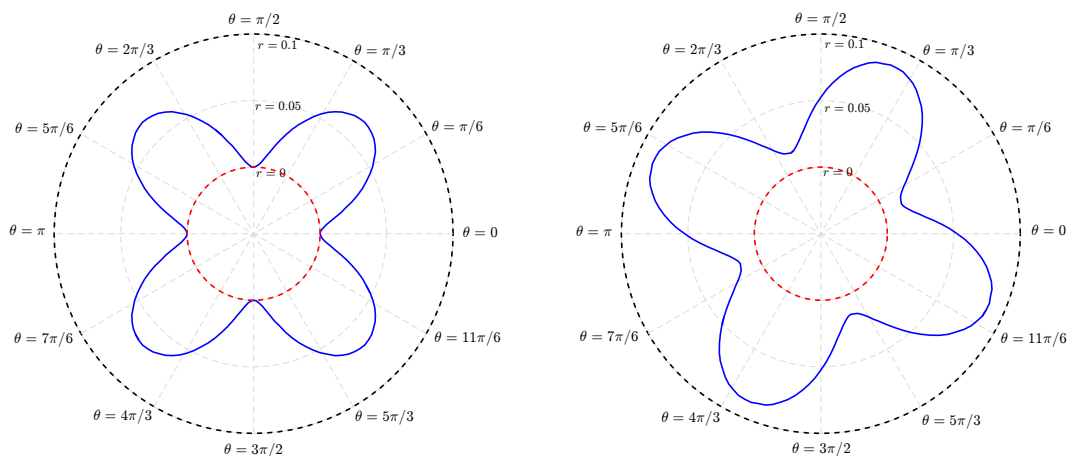 θ = π/2
r = 0.1
θ = 2π/3
θ = π/3
r = 0.05
θ = 5π/6
θ = π/6
r = 0
θ = π
θ = 0
θ = 7π/6
θ = 11π/6
θ = 4π/3
θ = 5π/3
θ = 3π/2
θ = π/2
r = 0.1
θ = 2π/3
θ = π/3
r = 0.05
θ = 5π/6
θ = π/6
r = 0
θ = π
θ = 0
θ = 7π/6
θ = 11π/6
θ = 4π/3
θ = 5π/3
θ = 3π/2